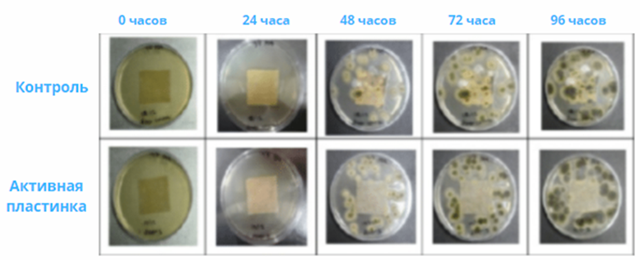 0 часов
24 часа
48 часов
72 часа
96 часов
Контроль
Активная
пластинка